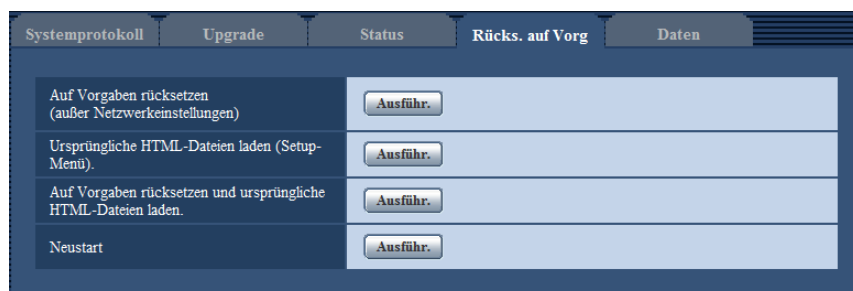 Systemprotokoll Upgrade Status Rücks. auf Vorg Daten
Auf Vorgaben rücksetzen
(außer Netzwerkeinstellungen)
Ausführ.
Ursprüngliche HTML-Dateien laden (Setup-
Menü).
Ausführ.
Auf Vorgaben rücksetzen und ursprüngliche
HTML-Dateien laden.
Ausführ.
Neustart
Ausführ.